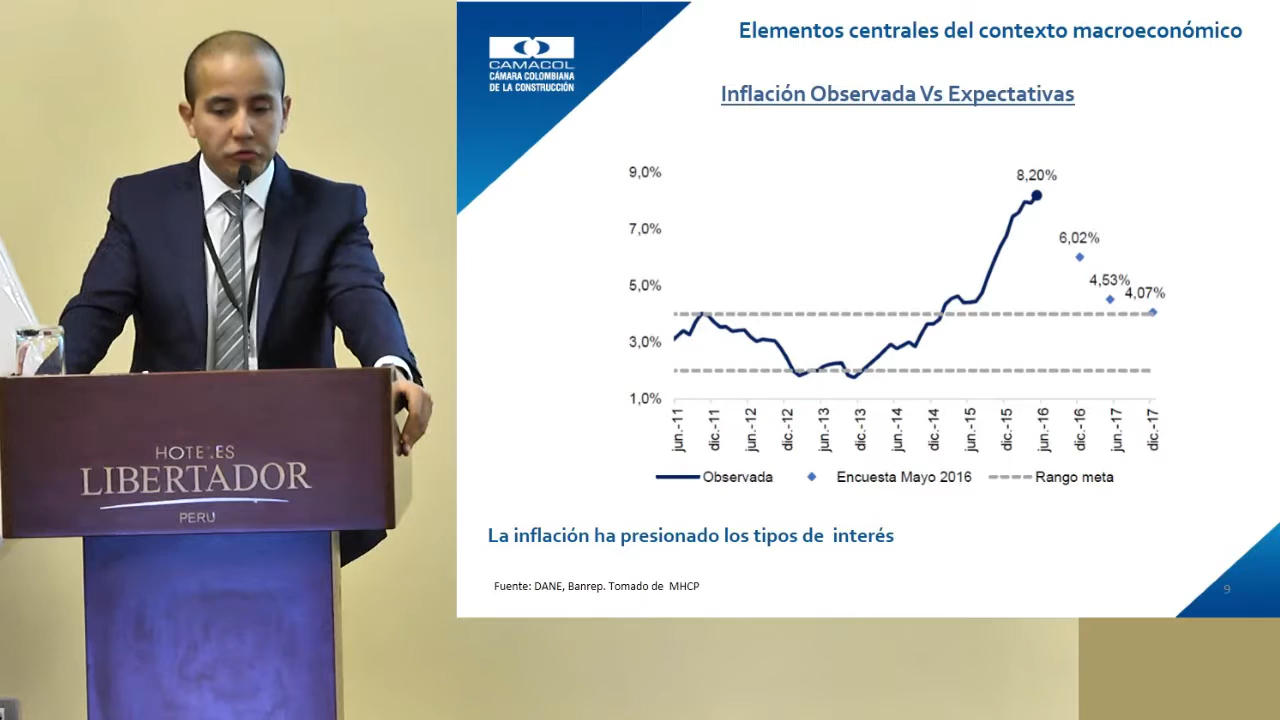 Elementos centrales del contexto macroeconómico
CAMACOL
CÁMARA COLOMBIANA
DE LA CONSTRUCCIÓN
Inflación Observada Vs Expectativas
9,0%
7,0%
5,0%
3,0%
1,0%
8,20%
6,02%
4,53%
4,07%
jun.-11
dic.-11
jun.-12
dic.-12
jun.-13
dic.-13
jun.-14
dic.-14
jun.-15
dic.-15
jun.-16
dic.-16
jun.-17
dic.-17
Observada
Encuesta Mayo 2016
Rango meta
La inflación ha presionado los tipos de interés
Fuente: DANE, Banrep. Tomado de MHCP
9
HOTELES
LIBERTADOR
PERU